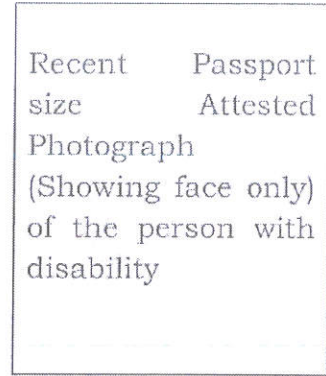 Recent Passport
size Attested
Photograph
(Showing face only)
of the person with
disability